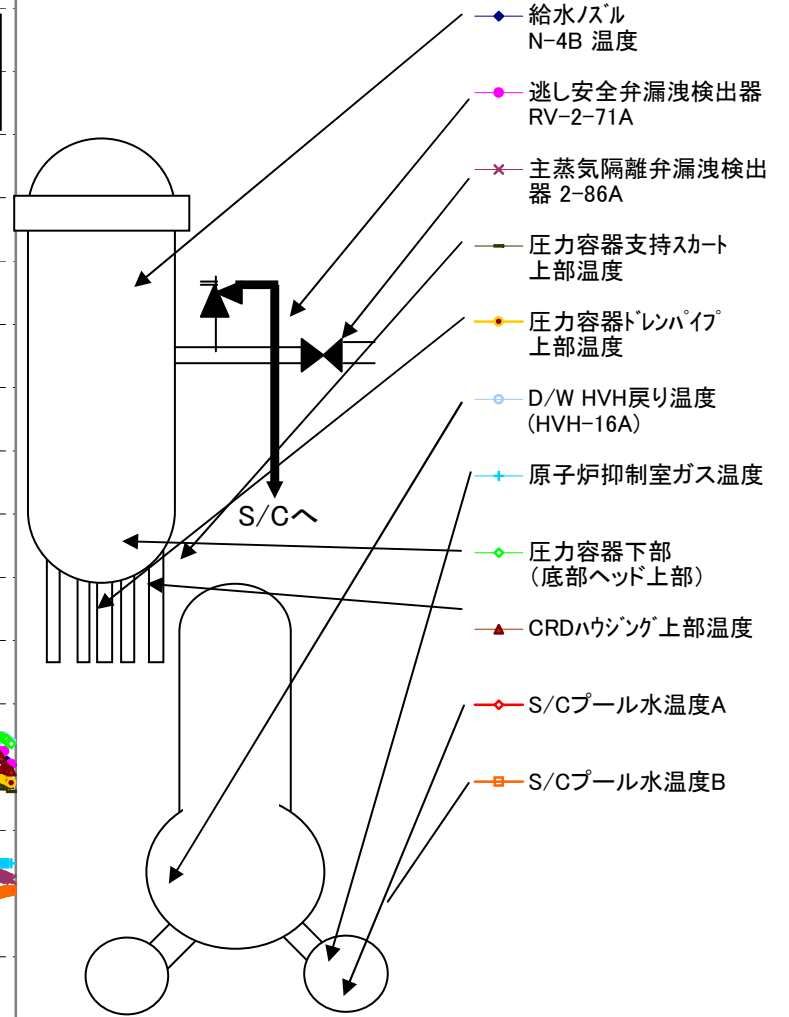 給水ﾉｽﾞﾙ
N-4B 温度
逃し安全弁漏洩検出器
RV-2-71A
主蒸気隔離弁漏洩検出
器 2-86A
圧力容器支持ｽｶｰﾄ
上部温度
圧力容器ﾄﾞﾚﾝﾊﾟｲﾌﾟ
上部温度
D/W HVH戻り温度
(HVH-16A)
原子炉抑制室ガス温度
S/Cへ
圧力容器下部
（底部ヘッド上部）
CRDﾊｳｼﾞﾝｸﾞ上部温度
S/Cプール水温度A
S/Cプール水温度B